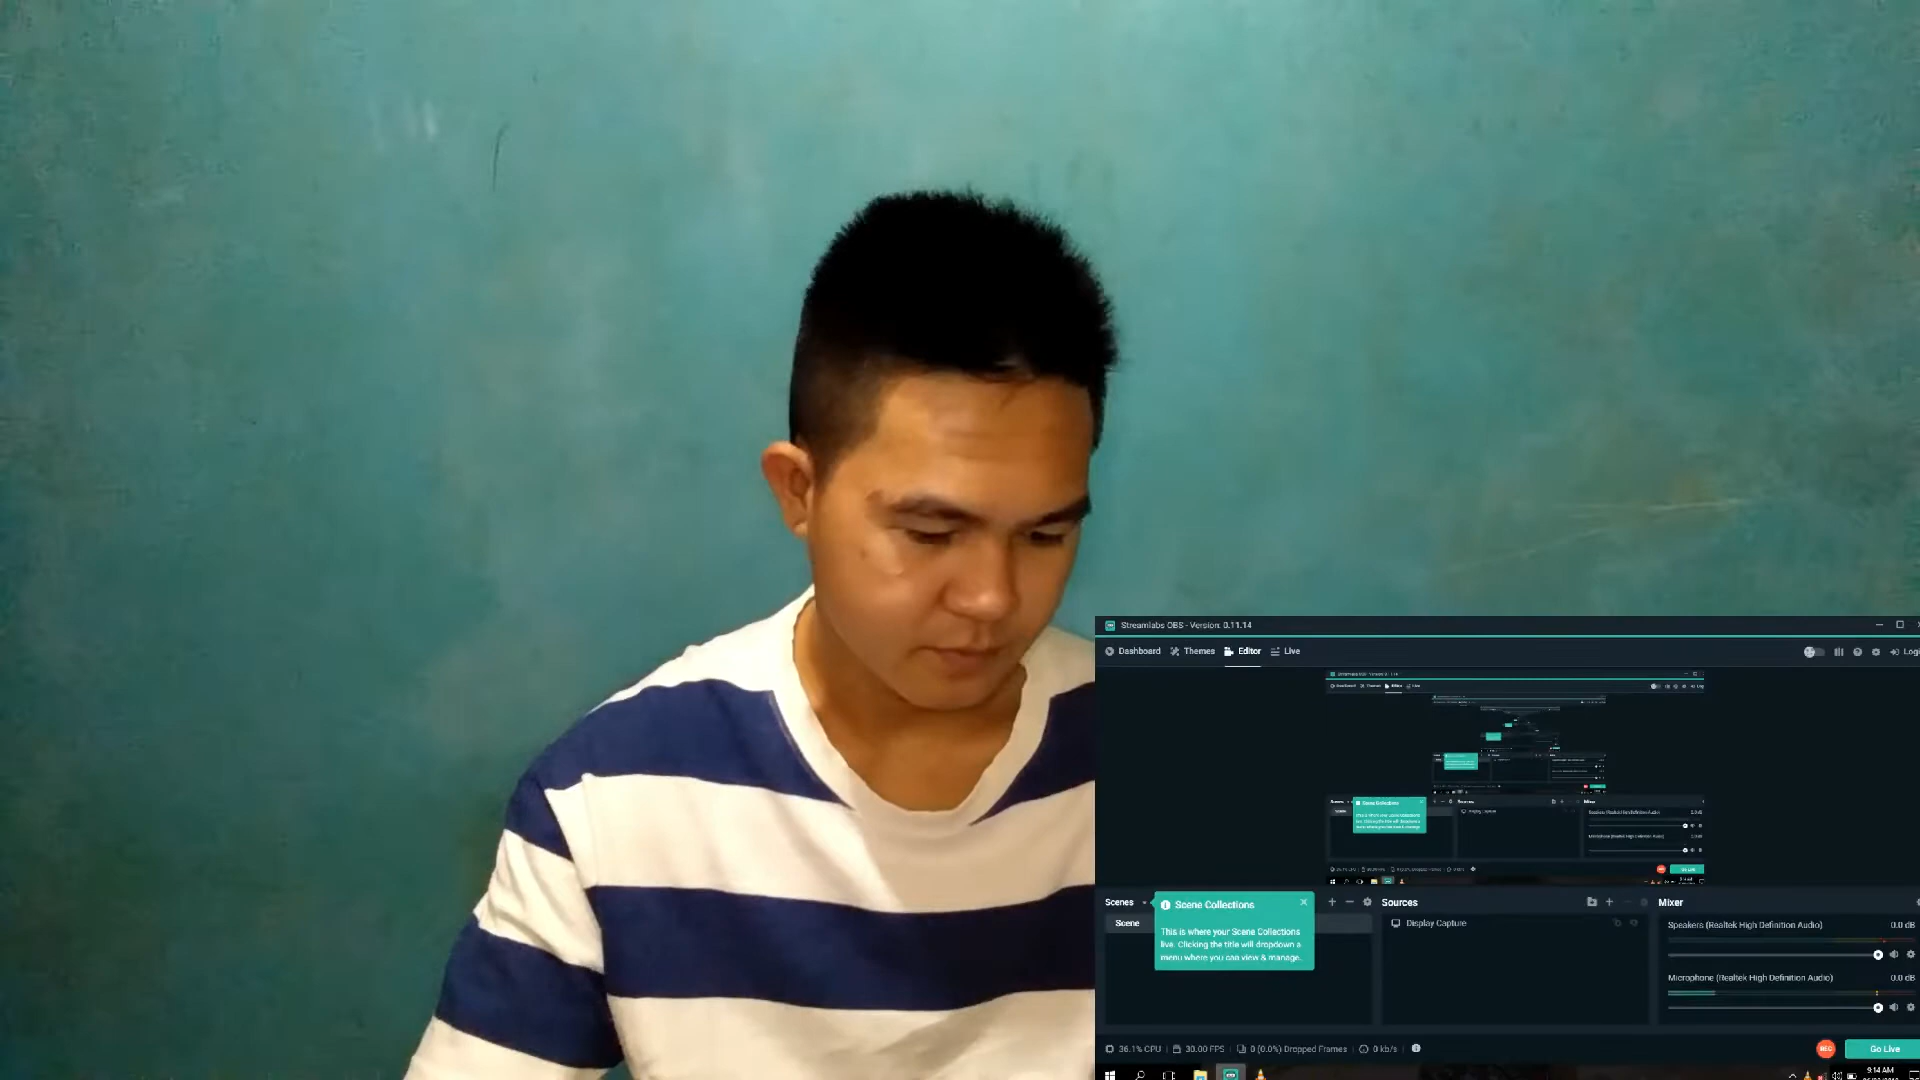 Streamlabs OBS - Version: 0.11.14
Dashboard Themes Editor Live
Scenes
Scene Collections
This is where your Scene Collections
live. Clicking the title will dropdown a
menu where you can view & manage.
Scene
Sources
Display Capture
Mixer
Speakers (Realtek High Definition Audio) 0.0 dB
Microphone (Realtek High Definition Audio) 0.0 dB
36.1% CPU 30.00 FPS 0 (0.0%) Dropped Frames 0 kb/s
REC Go Live
9:14 AM